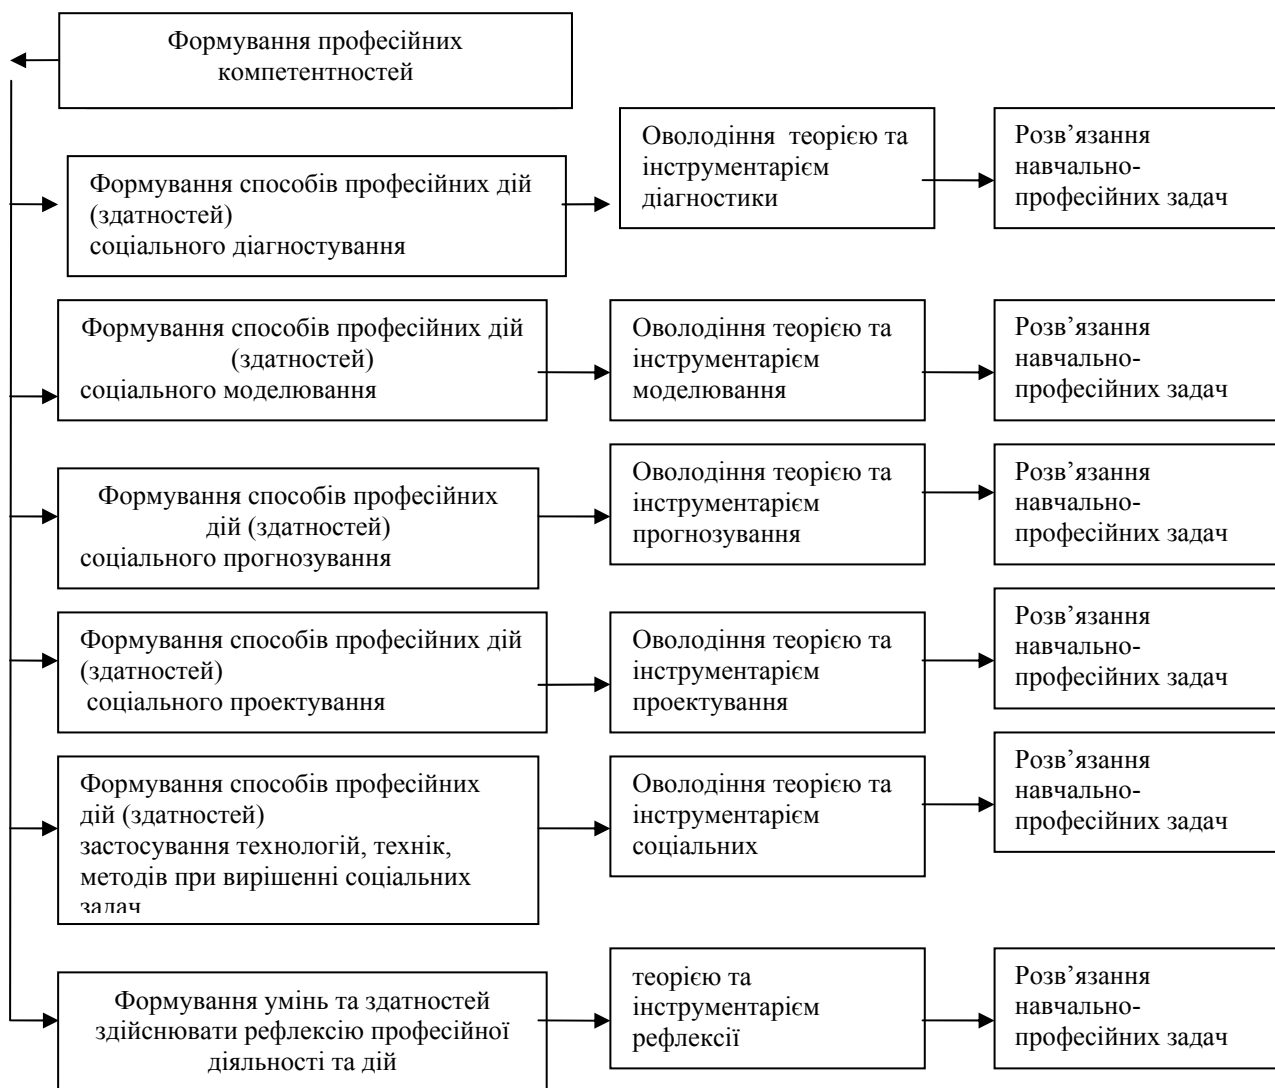 Формування професійних
компетентностей
Формування способів професійних дій
(здатностей)
соціального діагностування
Оволодіння теорією та
інструментарієм
діагностики
Розв’язання
навчально-
професійних задач
Формування способів професійних дій
(здатностей)
соціального моделювання
Оволодіння теорією та
інструментарієм
моделювання
Розв’язання
навчально-
професійних задач
Формування способів професійних
дій (здатностей)
соціального прогнозування
Оволодіння теорією та
інструментарієм
прогнозування
Розв’язання
навчально-
професійних задач
Формування способів професійних дій
(здатностей)
соціального проектування
Оволодіння теорією та
інструментарієм
проектування
Розв’язання
навчально-
професійних задач
Формування способів професійних
дій (здатностей)
застосування технологій, технік,
методів при вирішенні соціальних
задач
Оволодіння теорією та
інструментарієм
соціальних
Розв’язання
навчально-
професійних задач
Формування умінь та здатностей
здійснювати рефлексію професійної
діяльності та дій
теорією та
інструментарієм
рефлексії
Розв’язання
навчально-
професійних задач